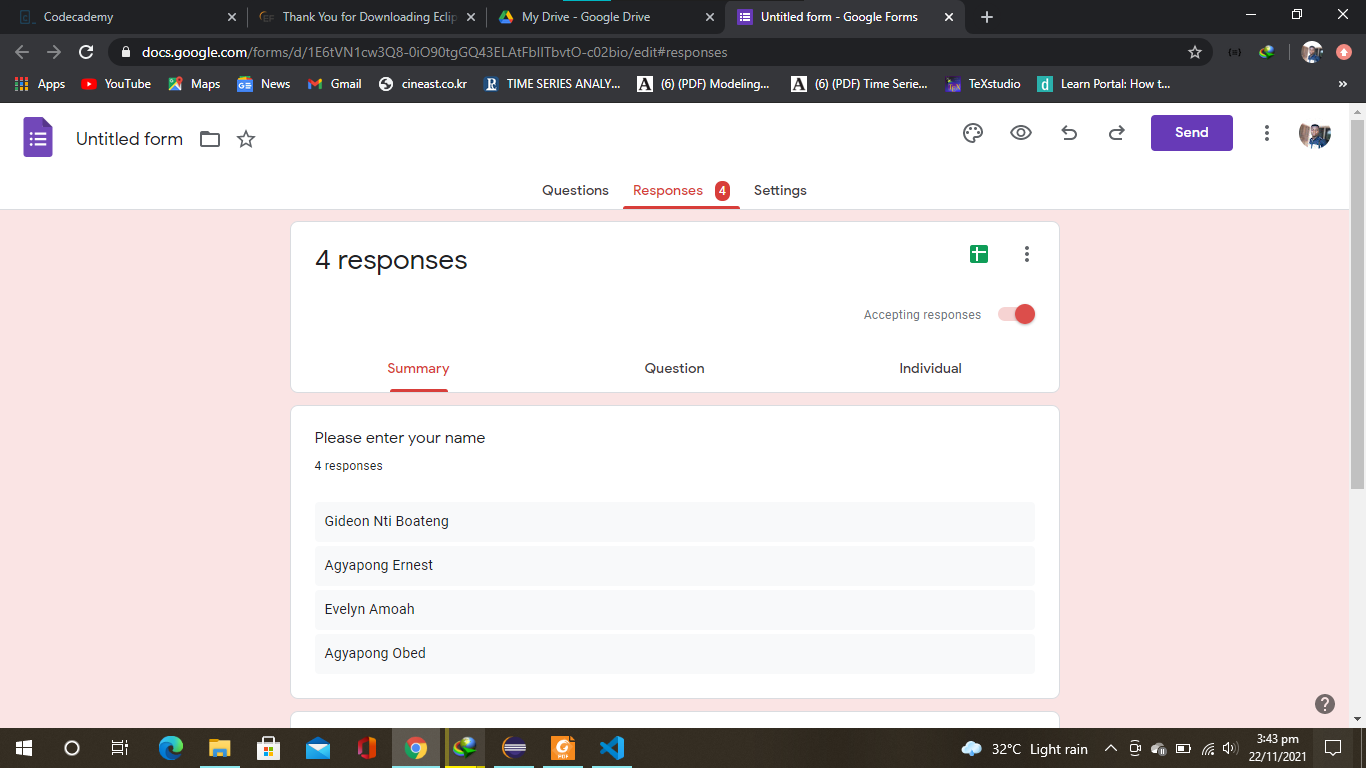 Codecademy
Thank You for Downloading Eclip
My Drive - Google Drive
Untitled form - Google Forms
docs.google.com/forms/d/1E6tVN1cw3Q8-0iO90tgGQ43ELAtFbIITbvtO-c02bio/edit#responses
Apps YouTube Maps News Gmail cineast.co.kr TIME SERIES ANALY... (6) (PDF) Modeling... (6) (PDF) Time Serie... TeXstudio Learn Portal: How t... »
Untitled form
Send
Questions Responses 4 Settings
4 responses
Accepting responses
Summary Question Individual
Please enter your name
4 responses
Gideon Nti Boateng
Agyapong Ernest
Evelyn Amoah
Agyapong Obed
32°C Light rain
3:43 pm
22/11/2021